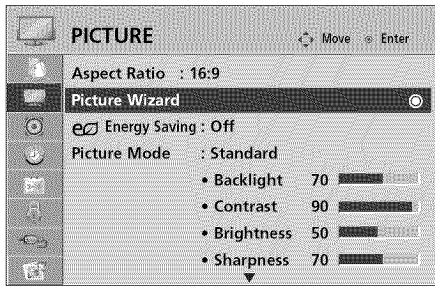 PICTURE
Move Enter
Aspect Ratio : 16:9
Picture Wizard
Energy Saving : Off
Picture Mode : Standard
• Backlight 70
• Contrast 90
• Brightness 50
• Sharpness 70